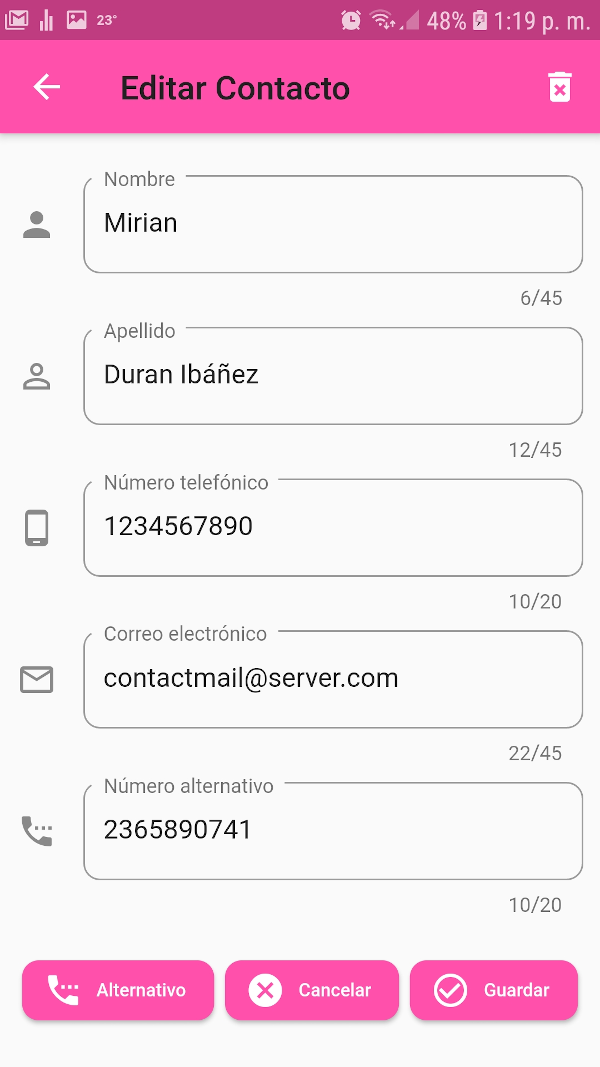 23° 48% 1:19 p. m.
Editar Contacto
Nombre
Mirian
6/45
Apellido
Duran Ibáñez
12/45
Número telefónico
1234567890
10/20
Correo electrónico
contactmail@server.com
22/45
Número alternativo
2365890741
10/20
Alternativo Cancelar Guardar